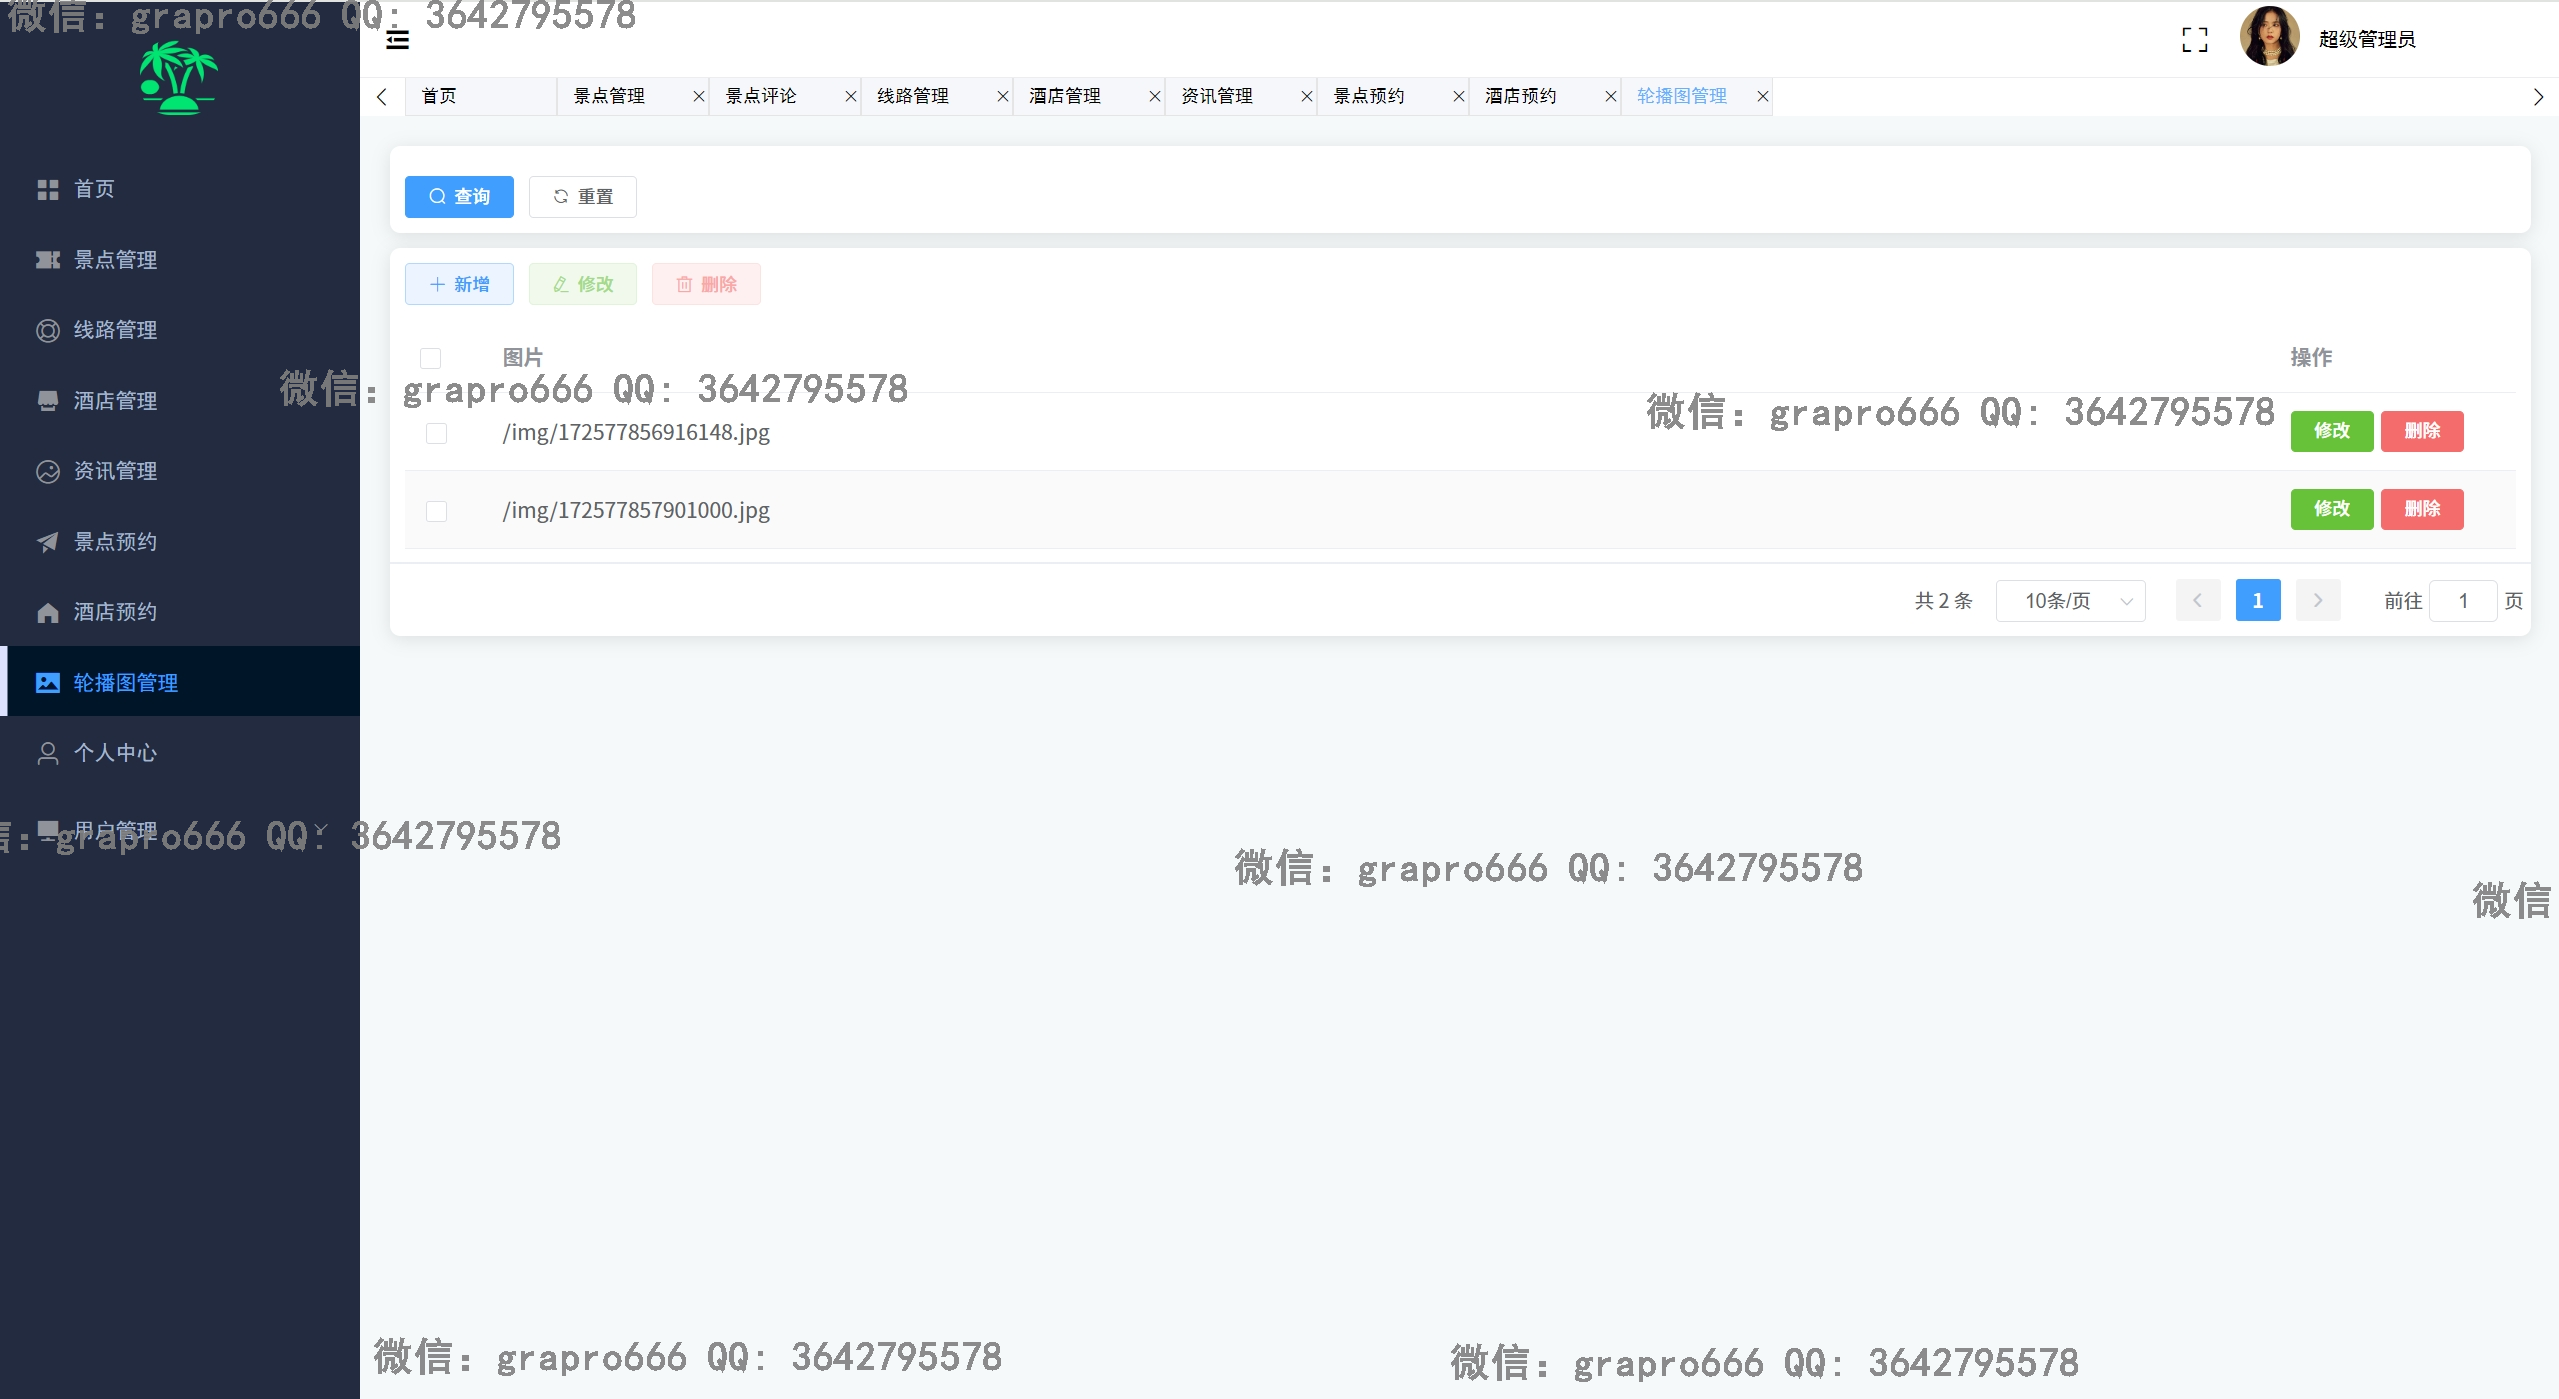 微信: grapro666 QQ: 3642795578
超级管理员
首页 景点管理 景点评论 线路管理 酒店管理 资讯管理 景点预约 酒店预约 轮播图管理
首页
景点管理
线路管理
酒店管理
资讯管理
景点预约
酒店预约
轮播图管理
个人中心
用户管理
查询 重置
新增 修改 删除
图片 操作
微信: grapro666 QQ: 3642795578
微信: grapro666 QQ: 3642795578
/img/172577856916148.jpg 修改 删除
/img/172577857901000.jpg 修改 删除
共 2 条 10条/页 1 前往 1 页
信: grapro666 QQ: 3642795578
微信: grapro666 QQ: 3642795578
微信
微信: grapro666 QQ: 3642795578
微信: grapro666 QQ: 3642795578